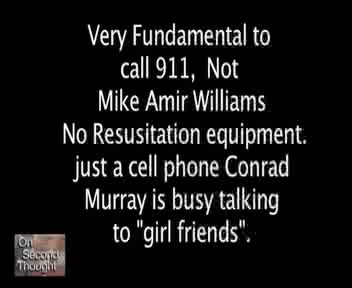 Very Fundamental to
call 911,  Not
Mike Amir Williams
No Resusitation equipment.
just a cell phone Conrad
Murray is busy talking
to "girl friends".
On
Second
Thought